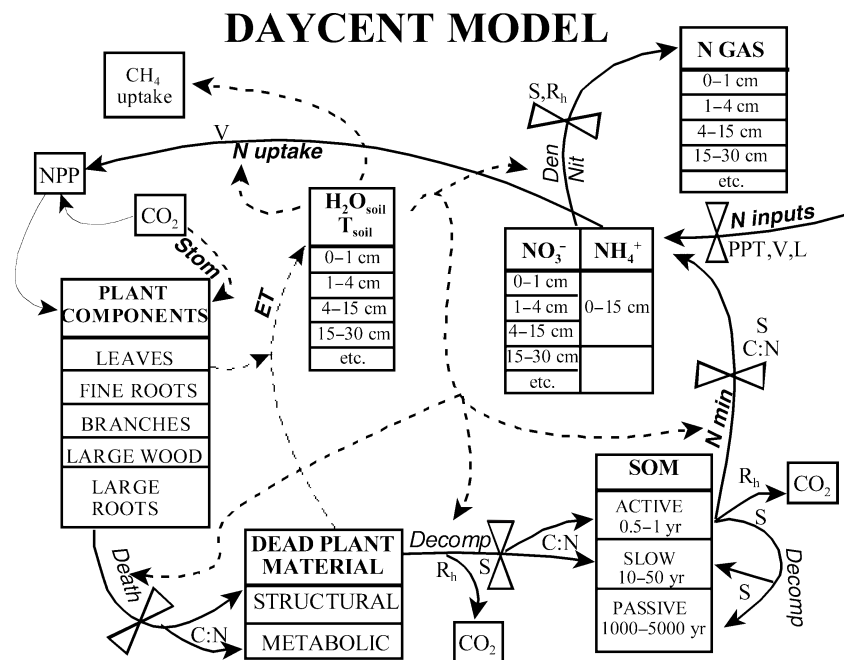 DAYCENT MODEL
CH₄
uptake
N GAS
0–1 cm
1–4 cm
4–15 cm
15–30 cm
etc.
S,Rₕ
V
N uptake
Den
Nit
NPP
CO₂
Stom
H₂Osoil
Tsoil
0–1 cm
1–4 cm
4–15 cm
15–30 cm
etc.
ET
NO₃⁻
NH₄⁺
0–1 cm
1–4 cm
4–15 cm
15–30 cm
etc.
0–15 cm
N inputs
PPT,V,L
PLANT
COMPONENTS
LEAVES
FINE ROOTS
BRANCHES
LARGE WOOD
LARGE
ROOTS
S
C:N
N min
Death
C:N
DEAD PLANT
MATERIAL
STRUCTURAL
METABOLIC
Decomp
Rₕ
S
C:N
CO₂
SOM
ACTIVE
0.5–1 yr
SLOW
10–50 yr
PASSIVE
1000–5000 yr
Rₕ
CO₂
S
S
Decomp